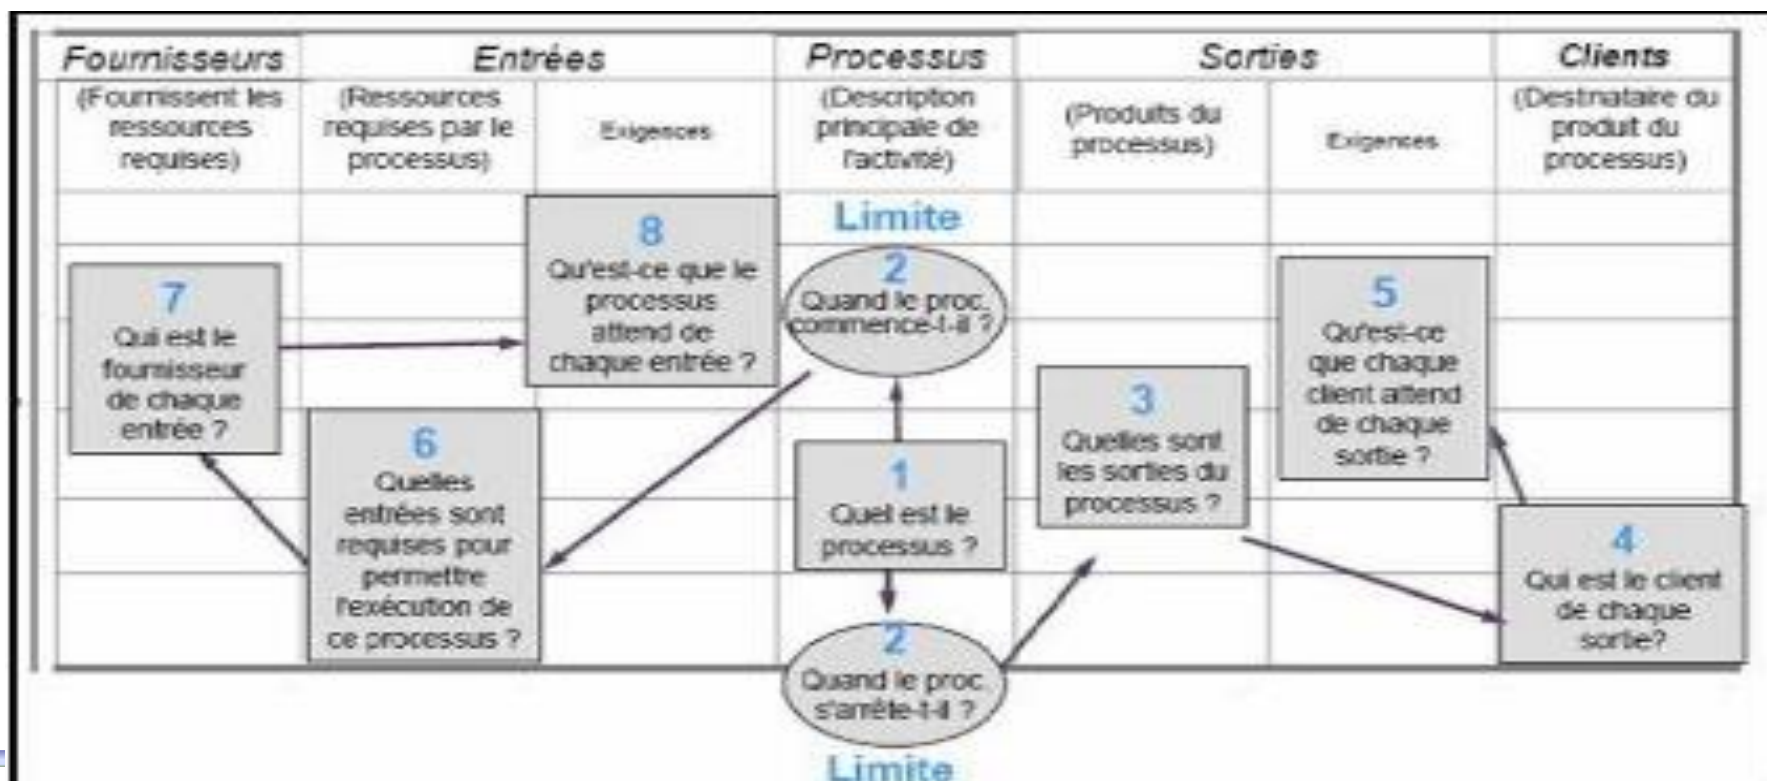 Fournisseurs
Entrées
Processus
Sorties
Clients
(Fournissent les
ressources
requises)
(Ressources
requises par le
processus)
Exigences
(Description
principale de
l'activité)
(Produits du
processus)
Exigences
(Destinataire du
produit du
processus)
Limite
2
Quand le proc.
commence-t-il ?
1
Quel est le
processus ?
2
Quand le proc
s'arrête-t-il ?
Limite
3
Quelles sont
les sorties du
processus ?
4
Qui est le client
de chaque
sortie?
5
Qu'est-ce
que chaque
client attend
de chaque
sortie ?
6
Quelles
entrées sont
requises pour
permettre
l'exécution de
ce processus ?
7
Qui est le
fournisseur
de chaque
entrée ?
8
Qu'est-ce que le
processus
attend de
chaque entrée ?